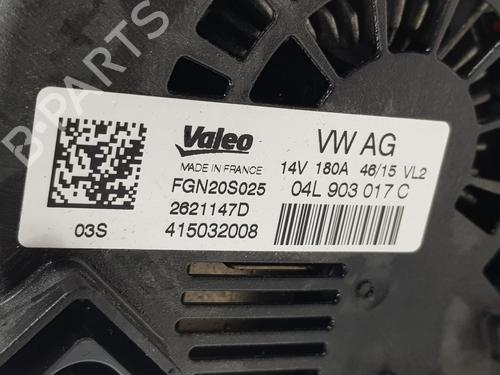 Valeo
MADE IN FRANCE
FGN20S025
2621147D
415032008
03S
VW AG
14V 180A 46/15 VL2
04L 903 017 C
B-PARTS